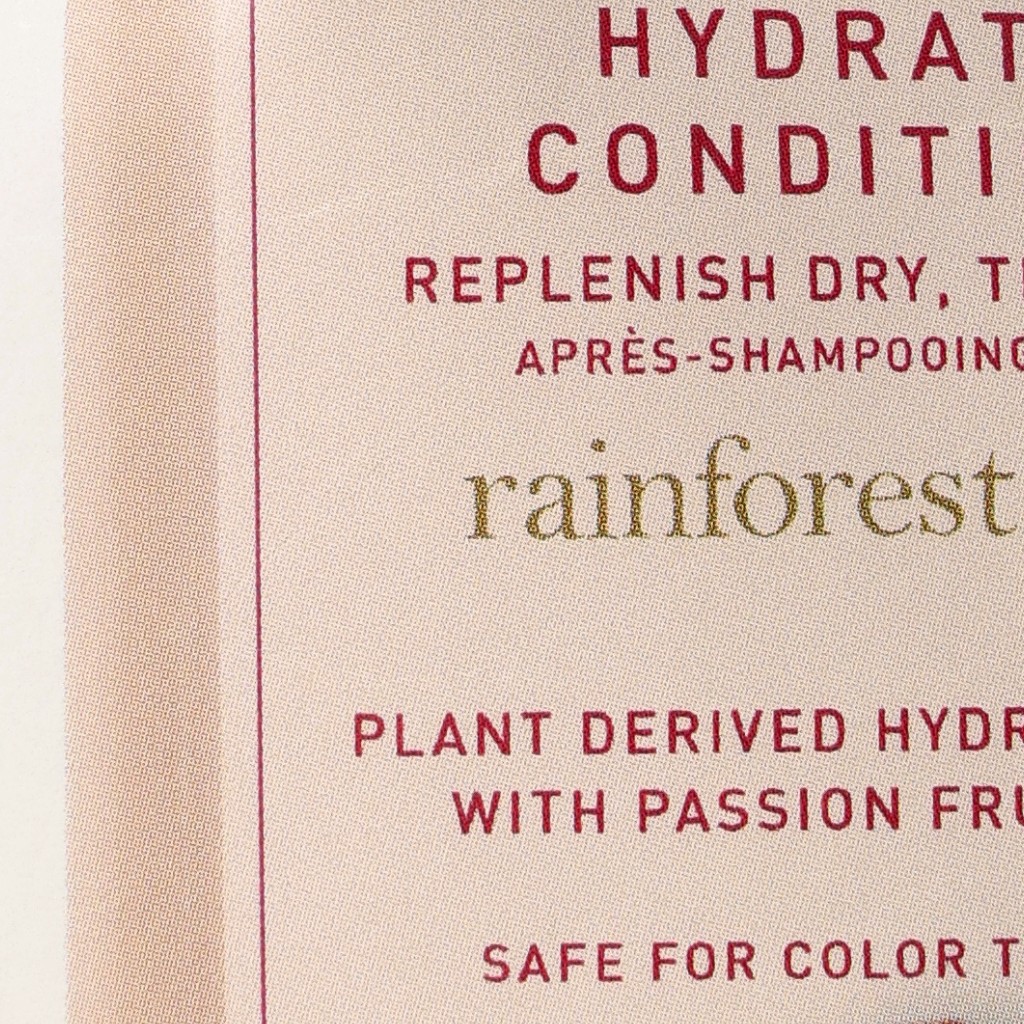 HYDRAT
CONDITI
REPLENISH DRY,
APRÈS-SHAMPOOING
rainforest
PLANT DERIVED HYDR
WITH PASSION FRU
SAFE FOR COLOR T